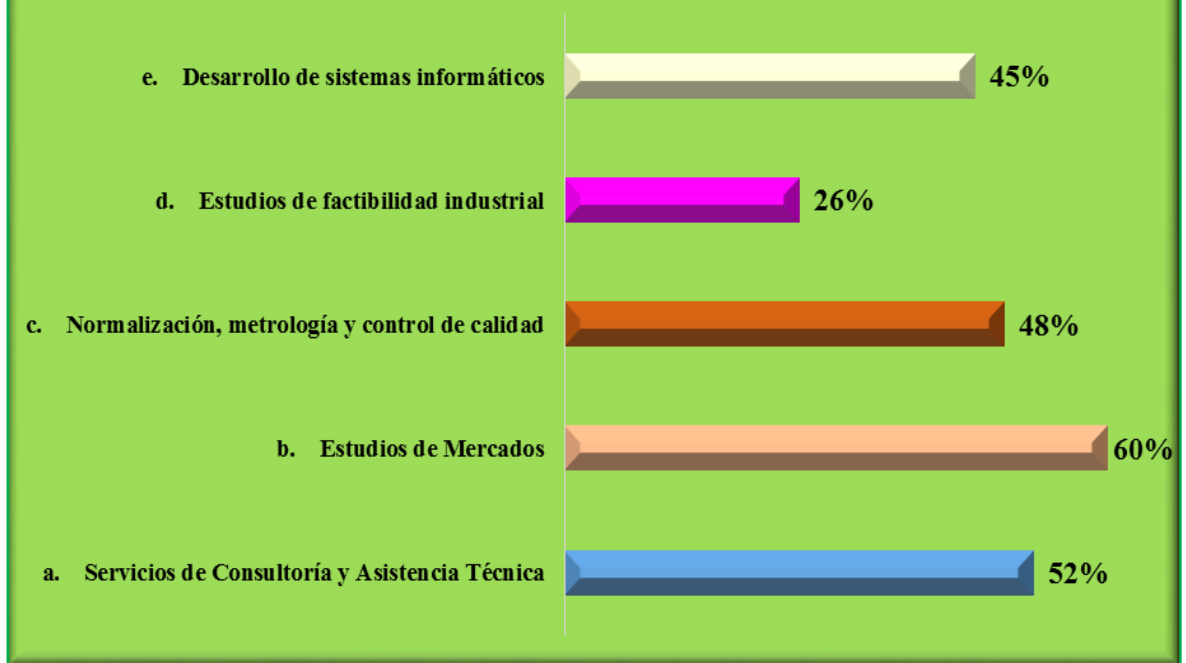 e. Desarrollo de sistemas informáticos 45%
d. Estudios de factibilidad industrial 26%
c. Normalización, metrología y control de calidad 48%
b. Estudios de Mercados 60%
a. Servicios de Consultoría y Asistencia Técnica 52%